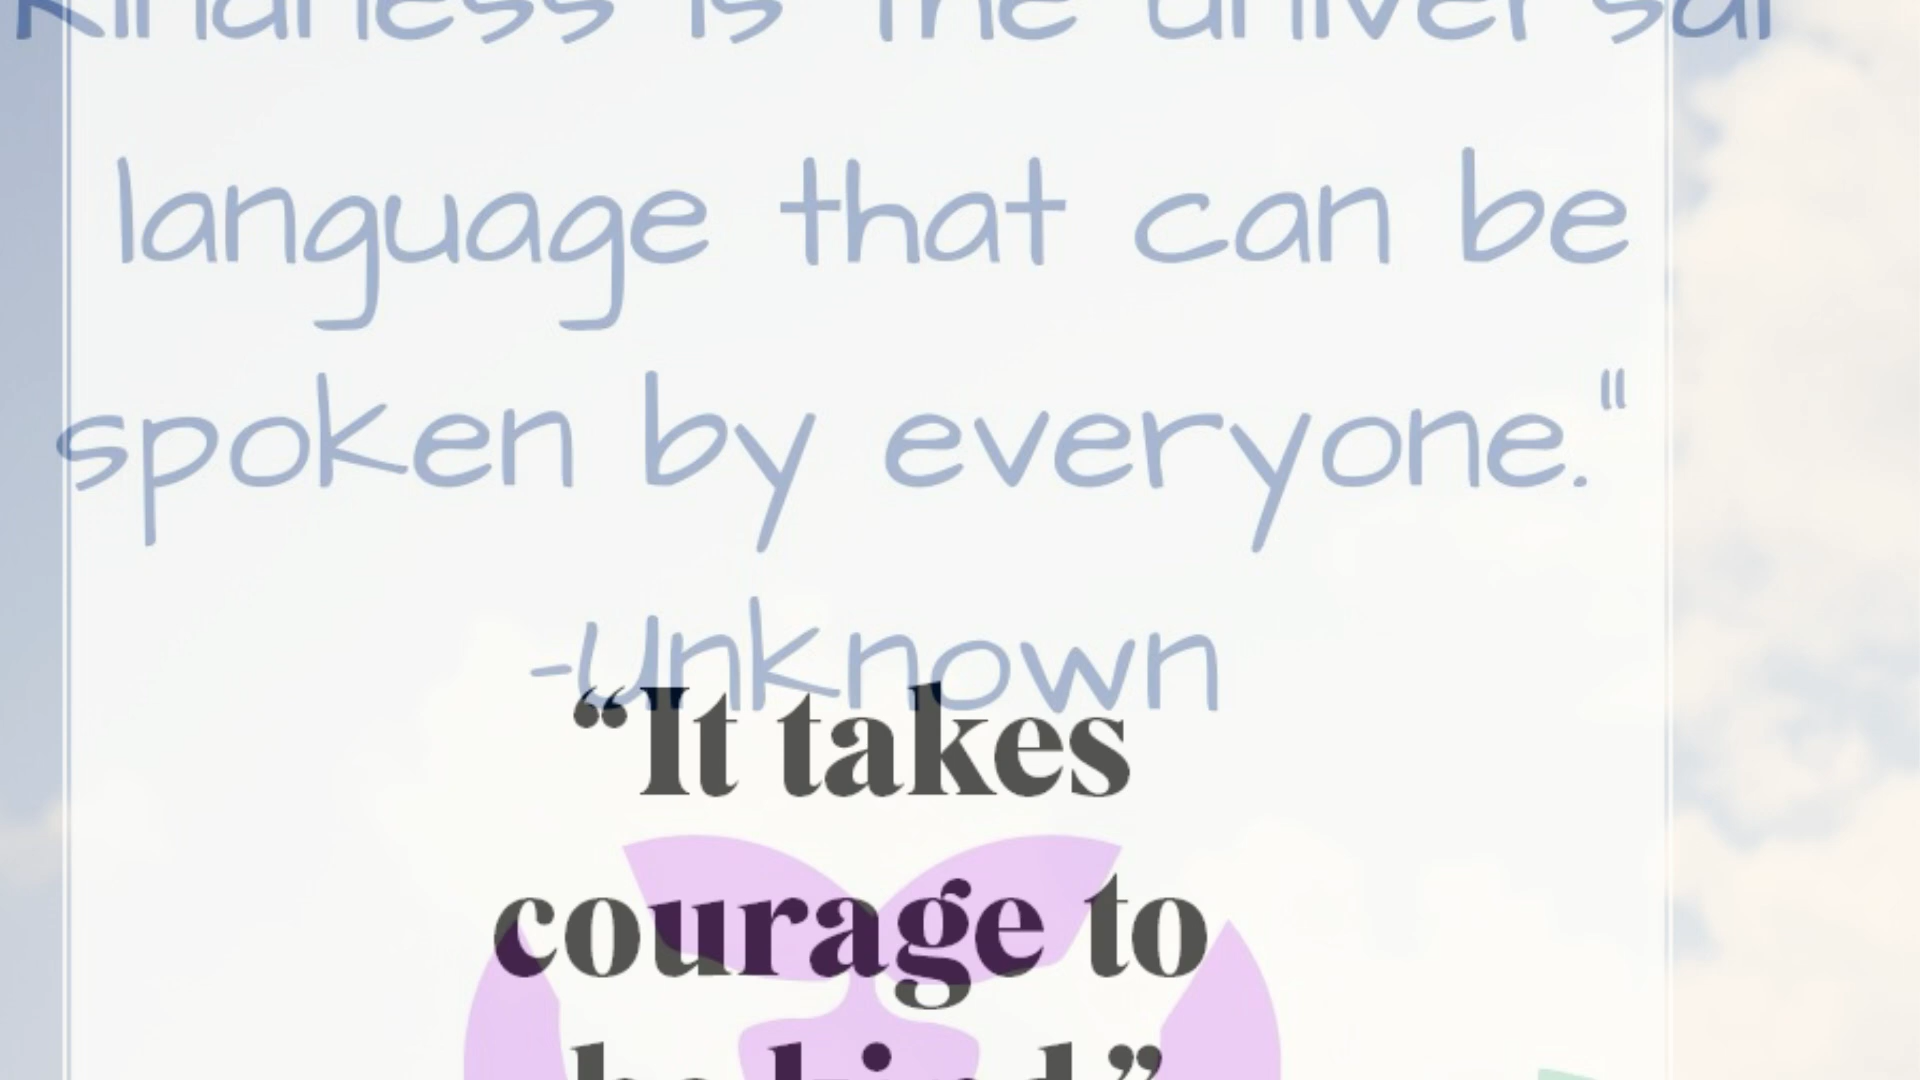 Kindness is the universal
language that can be
spoken by everyone."
-Unknown
“It takes
courage to
be kind.”